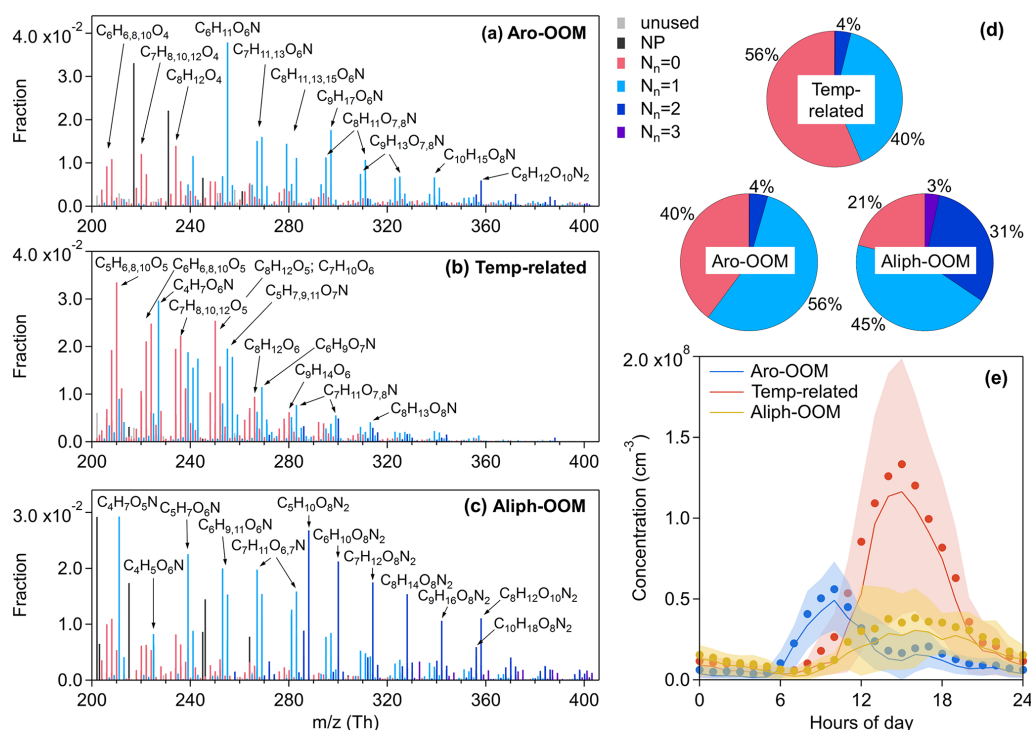 (a) Aro-OOM
4.0 x10⁻²
3.0
2.0
1.0
0.0
Fraction
C₆H₆,₈,₁₀O₄
C₇H₈,₁₀,₁₂O₄
C₈H₁₂O₄
C₆H₁₁O₆N
C₇H₁₁,₁₃O₆N
C₈H₁₁,₁₃,₁₅O₆N
C₉H₁₇O₆N
C₈H₁₁O₇,₈N
C₉H₁₃O₇,₈N
C₁₀H₁₅O₈N
C₈H₁₂O₁₀N₂
200 240 280 320 360 400
(b) Temp-related
4.0 x10⁻²
3.0
2.0
1.0
0.0
Fraction
C₅H₆,₈,₁₀O₅
C₆H₆,₈,₁₀O₅
C₈H₁₂O₅; C₇H₁₀O₆
C₄H₇O₆N
C₅H₇,₉,₁₁O₇N
C₇H₈,₁₀,₁₂O₅
C₈H₁₂O₆
C₆H₉O₇N
C₉H₁₄O₆
C₇H₁₁O₇,₈N
C₈H₁₃O₈N
200 240 280 320 360 400
(c) Aliph-OOM
3.0 x10⁻²
2.0
1.0
0.0
Fraction
C₄H₇O₅N
C₅H₇O₆N
C₄H₅O₆N
C₆H₉,₁₁O₆N
C₇H₁₁O₆,₇N
C₅H₁₀O₈N₂
C₆H₁₀O₈N₂
C₇H₁₂O₈N₂
C₈H₁₄O₈N₂
C₉H₁₆O₈N₂
C₈H₁₂O₁₀N₂
C₁₀H₁₈O₈N₂
200 240 280 320 360 400
m/z (Th)
unused
NP
Nₙ=0
Nₙ=1
Nₙ=2
Nₙ=3
(d)
56%
4%
Temp-
related
40%
40%
4%
Aro-OOM
56%
21%
3%
31%
Aliph-OOM
45%
(e)
2.0 x10⁸
1.5
1.0
0.5
0.0
Concentration (cm⁻³)
Aro-OOM
Temp-related
Aliph-OOM
0 6 12 18 24
Hours of day